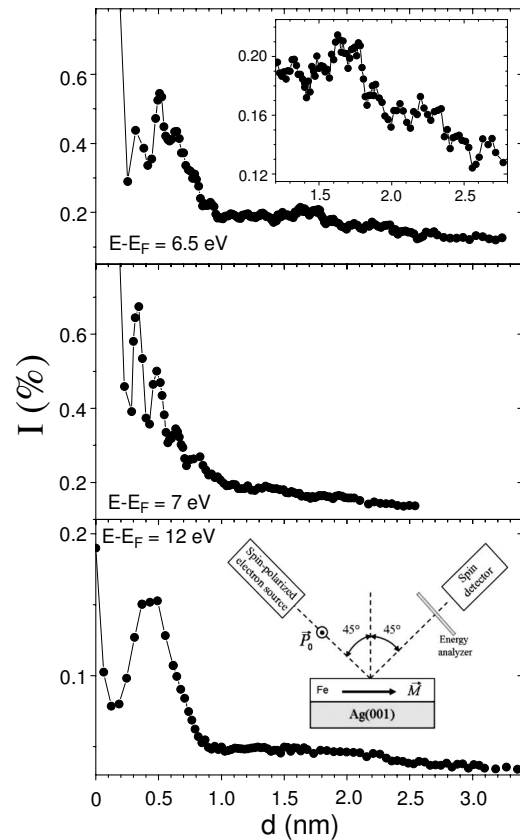 0.6
0.4
0.2
E-E_F = 6.5 eV
0.20
0.16
0.12
1.5 2.0 2.5
I (%)
0.6
0.4
0.2
E-E_F = 7 eV
0.2
0.1
E-E_F = 12 eV
Spin-polarized
electron source
Spin
detector
Energy
analyzer
P⃗₀
45° 45°
Fe M⃗
Ag(001)
0 0.5 1.0 1.5 2.0 2.5 3.0
d (nm)